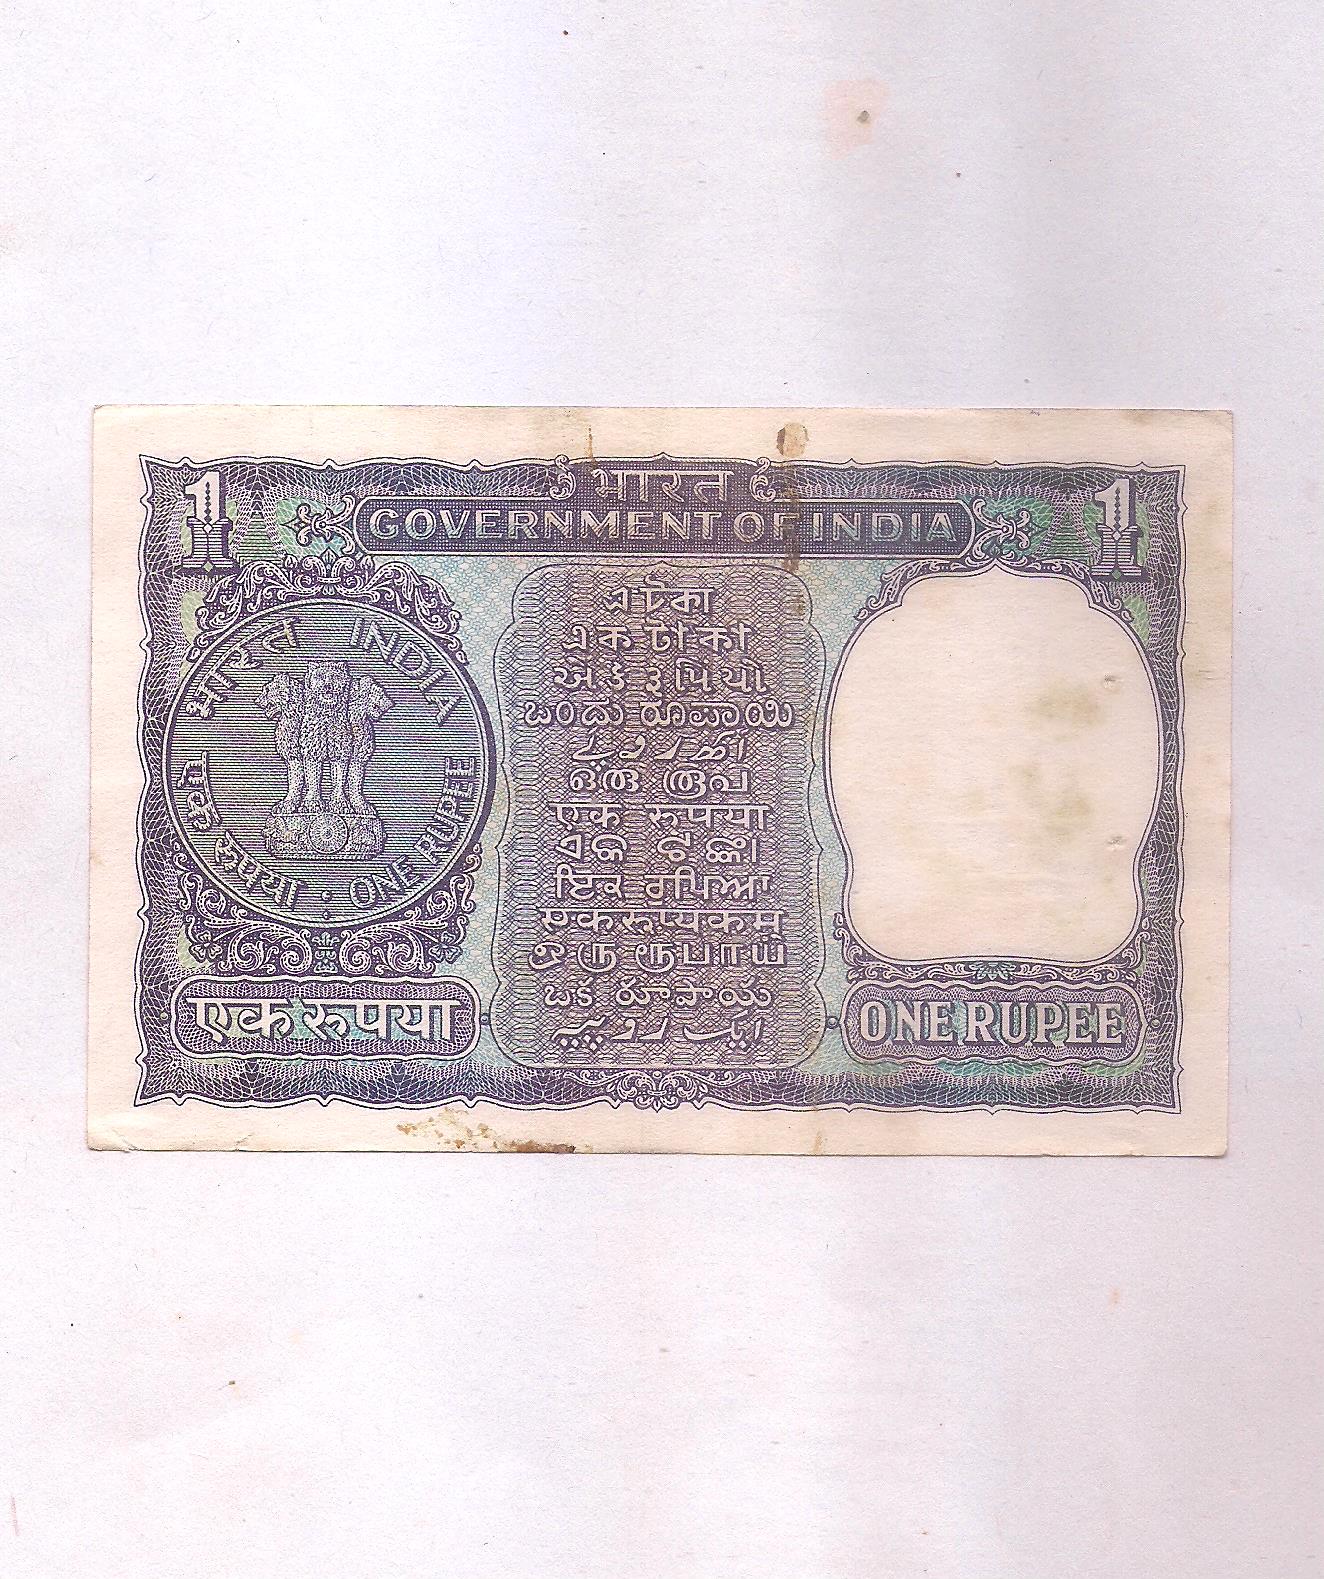 भारत
1 GOVERNMENT OF INDIA 1
भारत INDIA
এটকা
এক টাকা
એક રૂપિયો
ಒಂದು ರೂಪಾಯಿ
ഒരു രൂപ
एक रुपया
ଏକ ଟଙ୍କା
ਇਕ ਰੁਪਿਆ
एकरूप्यकम्
ஒரு ரூபாய்
ఒక రూపాయి
ایک روپیہ
एक रुपया · ONE RUPEE
एक रुपया
ONE RUPEE